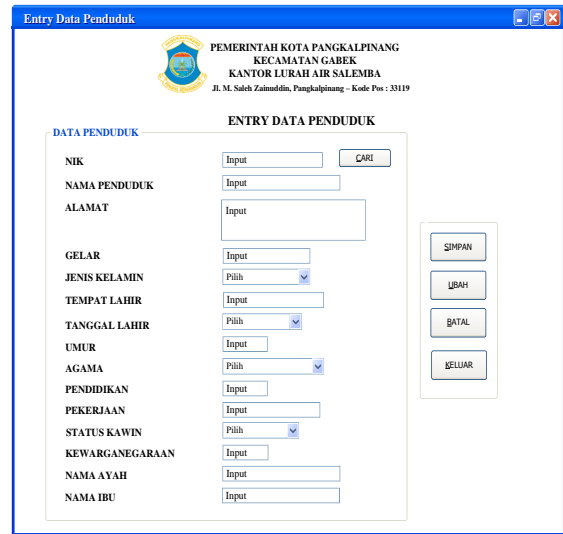 Entry Data Penduduk
PEMERINTAH KOTA PANGKALPINANG
KECAMATAN GABEK
KANTOR LURAH AIR SALEMBA
Jl. M. Saleh Zainuddin, Pangkalpinang – Kode Pos : 33119
ENTRY DATA PENDUDUK
DATA PENDUDUK
NIK Input CARI
NAMA PENDUDUK Input
ALAMAT Input
GELAR Input
JENIS KELAMIN Pilih
TEMPAT LAHIR Input
TANGGAL LAHIR Pilih
UMUR Input
AGAMA Pilih
PENDIDIKAN Input
PEKERJAAN Input
STATUS KAWIN Pilih
KEWARGANEGARAAN Input
NAMA AYAH Input
NAMA IBU Input
SIMPAN
UBAH
BATAL
KELUAR